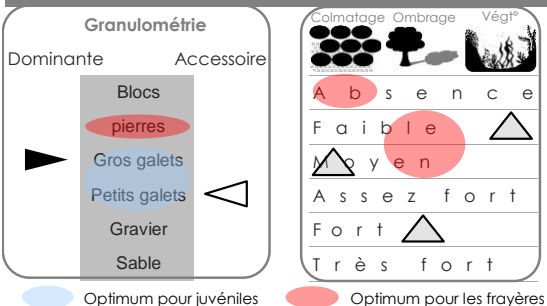 Granulométrie
Dominante Accessoire
Blocs
pierres
Gros galets
Petits galets
Gravier
Sable
Colmatage Ombrage Végt°
Absence
Faible
Moyen
Assez fort
Fort
Très fort
Optimum pour juvéniles
Optimum pour les frayères